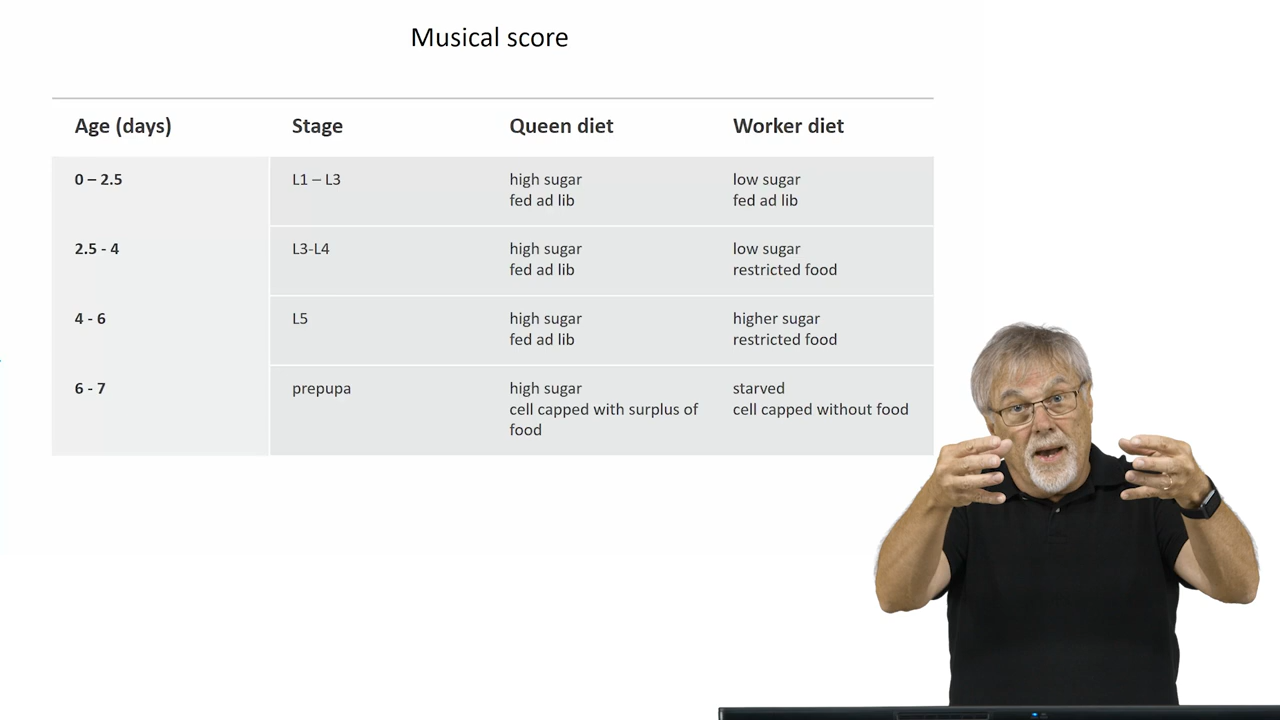 Musical score
Age (days) Stage Queen diet Worker diet
0 – 2.5 L1 – L3 high sugar low sugar
fed ad lib fed ad lib
2.5 - 4 L3-L4 high sugar low sugar
fed ad lib restricted food
4 - 6 L5 high sugar higher sugar
fed ad lib restricted food
6 - 7 prepupa high sugar starved
cell capped with surplus of cell capped without food
food